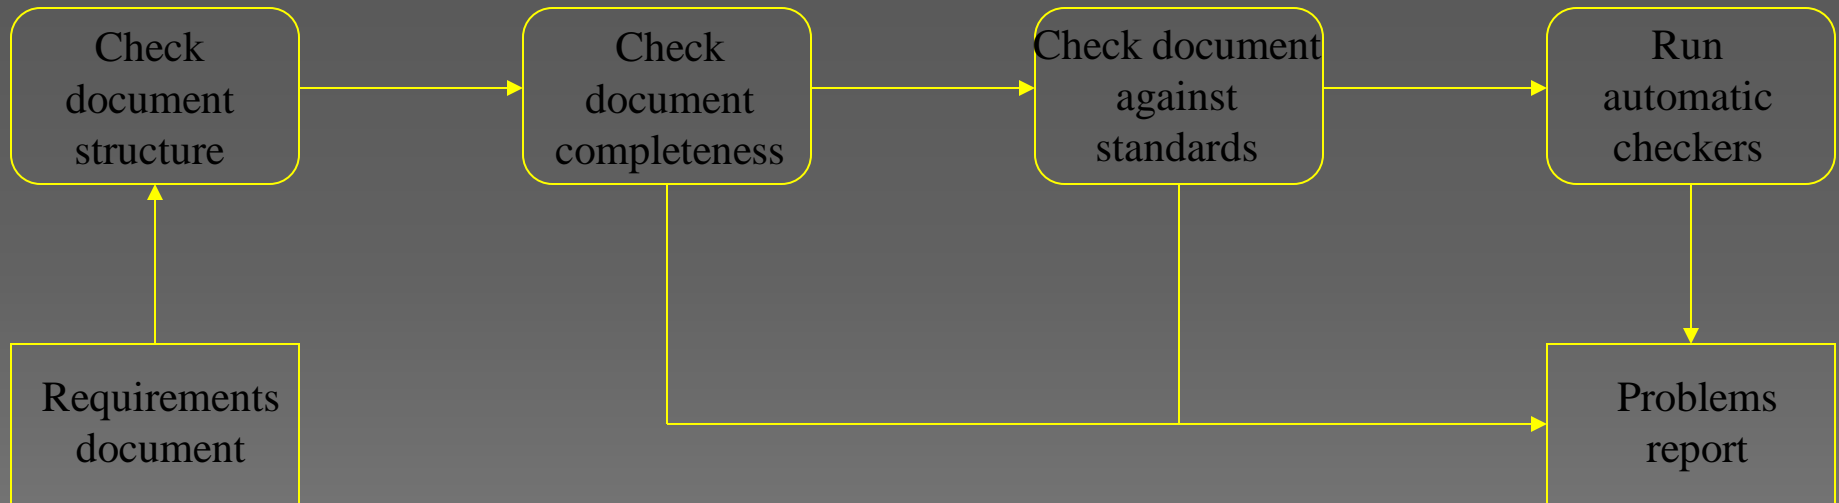 Check
document
structure
Check
document
completeness
Check document
against
standards
Run
automatic
checkers
Requirements
document
Problems
report